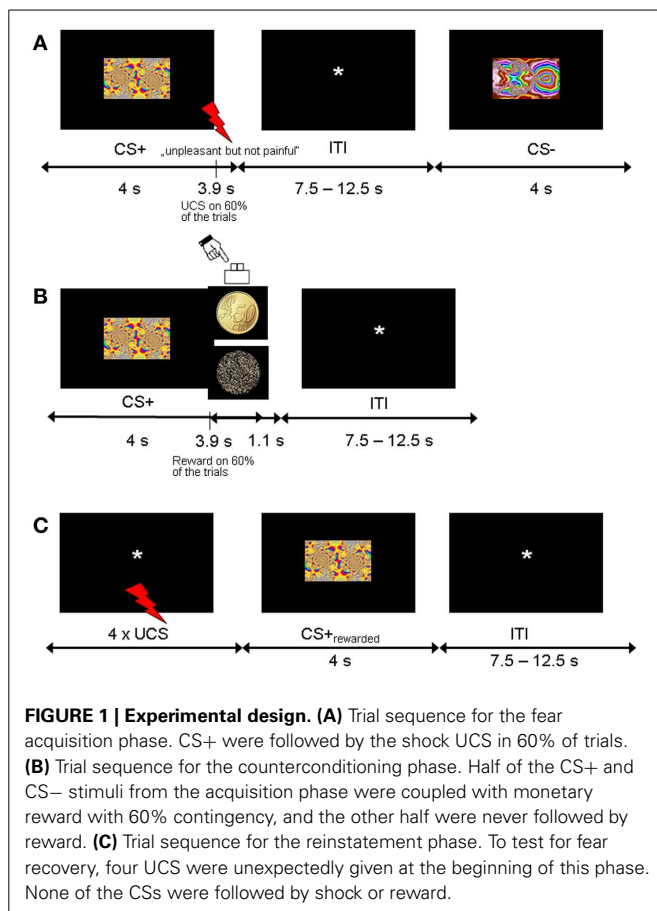 A
CS+
„unpleasant but not painful"
ITI
CS-
4 s
3.9 s
7.5 – 12.5 s
4 s
UCS on 60%
of the trials
B
50
CENT
CS+
ITI
4 s
3.9 s
1.1 s
7.5 – 12.5 s
Reward on 60%
of the trials
C
4 x UCS
CS+rewarded
ITI
4 s
7.5 – 12.5 s
FIGURE 1 | Experimental design. (A) Trial sequence for the fear
acquisition phase. CS+ were followed by the shock UCS in 60% of trials.
(B) Trial sequence for the counterconditioning phase. Half of the CS+ and
CS− stimuli from the acquisition phase were coupled with monetary
reward with 60% contingency, and the other half were never followed by
reward. (C) Trial sequence for the reinstatement phase. To test for fear
recovery, four UCS were unexpectedly given at the beginning of this phase.
None of the CSs were followed by shock or reward.